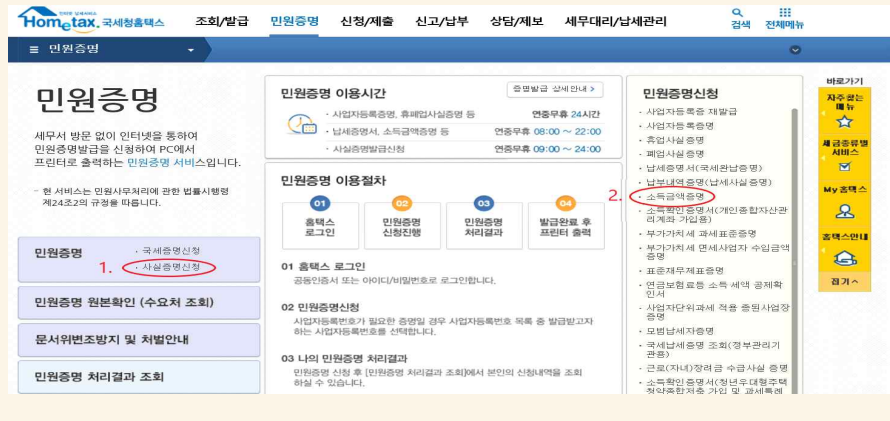 Hometax. 국세청홈택스
조회/발급 민원증명 신청/제출 신고/납부 상담/제보 세무대리/납세관리 검색 전체메뉴
민원증명
민원증명
세무서 방문 없이 인터넷을 통하여
민원증명발급을 신청하여 PC에서
프린터로 출력하는 민원증명 서비스입니다.
- 현 서비스는 민원사무처리에 관한 법률시행령
제24조2의 규정을 따릅니다.
민원증명
· 국세증명신청
1. · 사실증명신청
민원증명 원본확인 (수요처 조회)
문서위변조방지 및 처벌안내
민원증명 처리결과 조회
민원증명 이용시간
증명발급 상세안내 >
· 사업자등록증명, 휴폐업사실증명 등 연중무휴 24시간
· 납세증명서, 소득금액증명 등 연중무휴 08:00 ~ 22:00
· 사실증명발급신청 연중무휴 09:00 ~ 24:00
민원증명 이용절차
01 02 03 04
홈택스 민원증명 민원증명 발급완료 후
로그인 신청진행 처리결과 프린터 출력
01 홈택스 로그인
공동인증서 또는 아이디/비밀번호로 로그인합니다.
02 민원증명신청
사업자등록번호가 필요한 증명일 경우 사업자등록번호 목록 중 발급받고자
하는 사업자등록번호를 선택합니다.
03 나의 민원증명 처리결과
민원증명 신청 후 [민원증명 처리결과 조회]에서 본인의 신청내역을 조회
하실 수 있습니다.
민원증명신청
· 사업자등록증 재발급
· 사업자등록증명
· 휴업사실증명
· 폐업사실증명
· 납세증명서(국세완납증명)
· 납부내역증명(납세사실증명)
2. · 소득금액증명
· 소득확인증명서(개인종합자산관
리계좌 가입용)
· 부가가치세 과세표준증명
· 부가가치세 면세사업자 수입금액
증명
· 표준재무제표증명
· 연금보험료등 소득·세액 공제확
인서
· 사업자단위과세 적용 종된사업장
증명
· 모범납세자증명
· 국세납세증명 조회(정부관리기
관용)
· 근로(자녀)장려금 수급사실 증명
· 소득확인증명서(청년우대형주택
청약종합저축 가입 및 과세특례
바로가기
자주찾는
메뉴
세금종류별
서비스
My홈택스
홈택스안내
접기